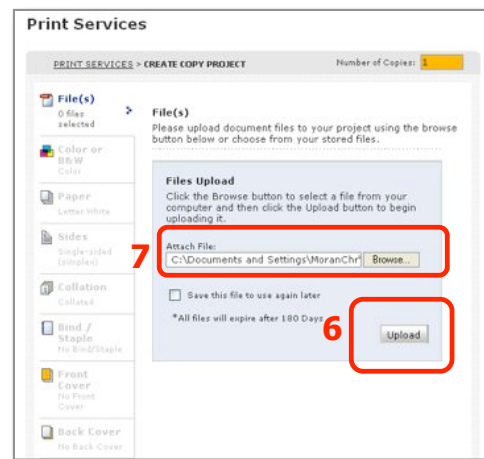 Print Services
PRINT SERVICES > CREATE COPY PROJECT
Number of Copies: 1
File(s)
0 files
selected
Color or
B&W
Color
Paper
Letter White
Sides
Single-sided
(simplex)
Collation
Collated
Bind /
Staple
No Bind/Staple
Front
Cover
No Front
Cover
Back Cover
No Back Cover
File(s)
Please upload document files to your project using the browse
button below or choose from your stored files.
Files Upload
Click the Browse button to select a file from your
computer and then click the Upload button to begin
uploading it.
7
Attach File:
C:\Documents and Settings\MoranChr
Browse...
Save this file to use again later
*All files will expire after 180 Days
6
Upload